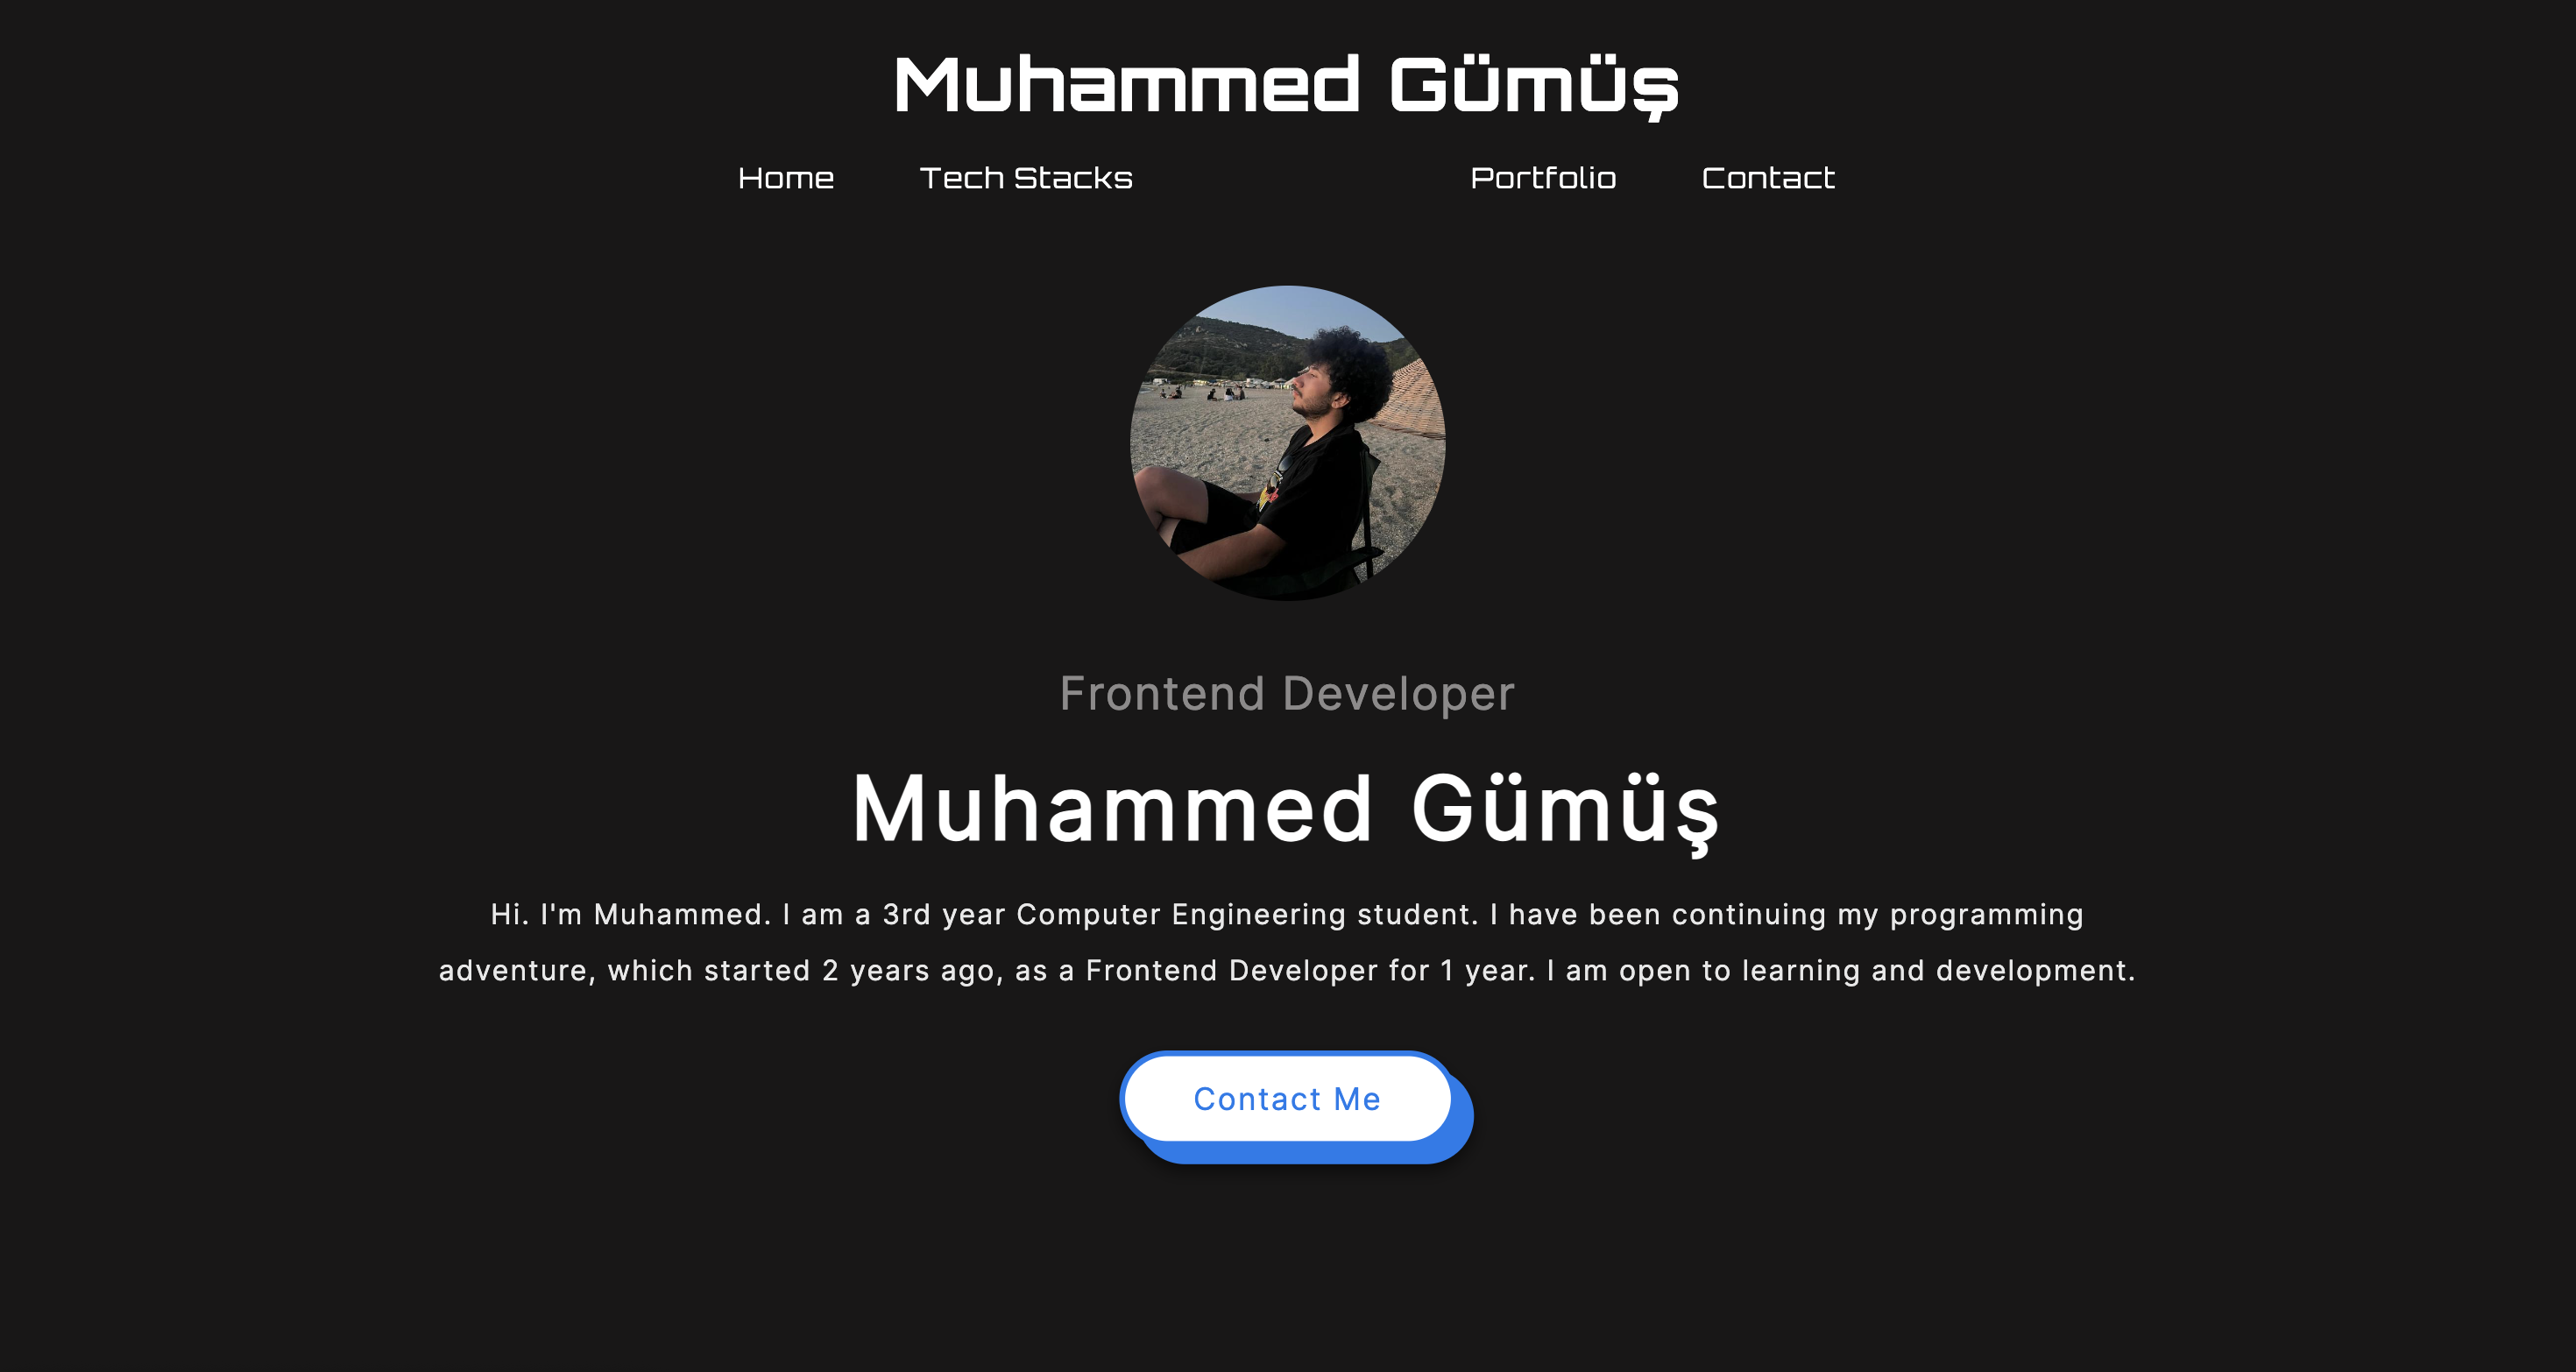 Muhammed Gümüş
Home Tech Stacks Portfolio Contact
Frontend Developer
Muhammed Gümüş
Hi. I'm Muhammed. I am a 3rd year Computer Engineering student. I have been continuing my programming
adventure, which started 2 years ago, as a Frontend Developer for 1 year. I am open to learning and development.
Contact Me